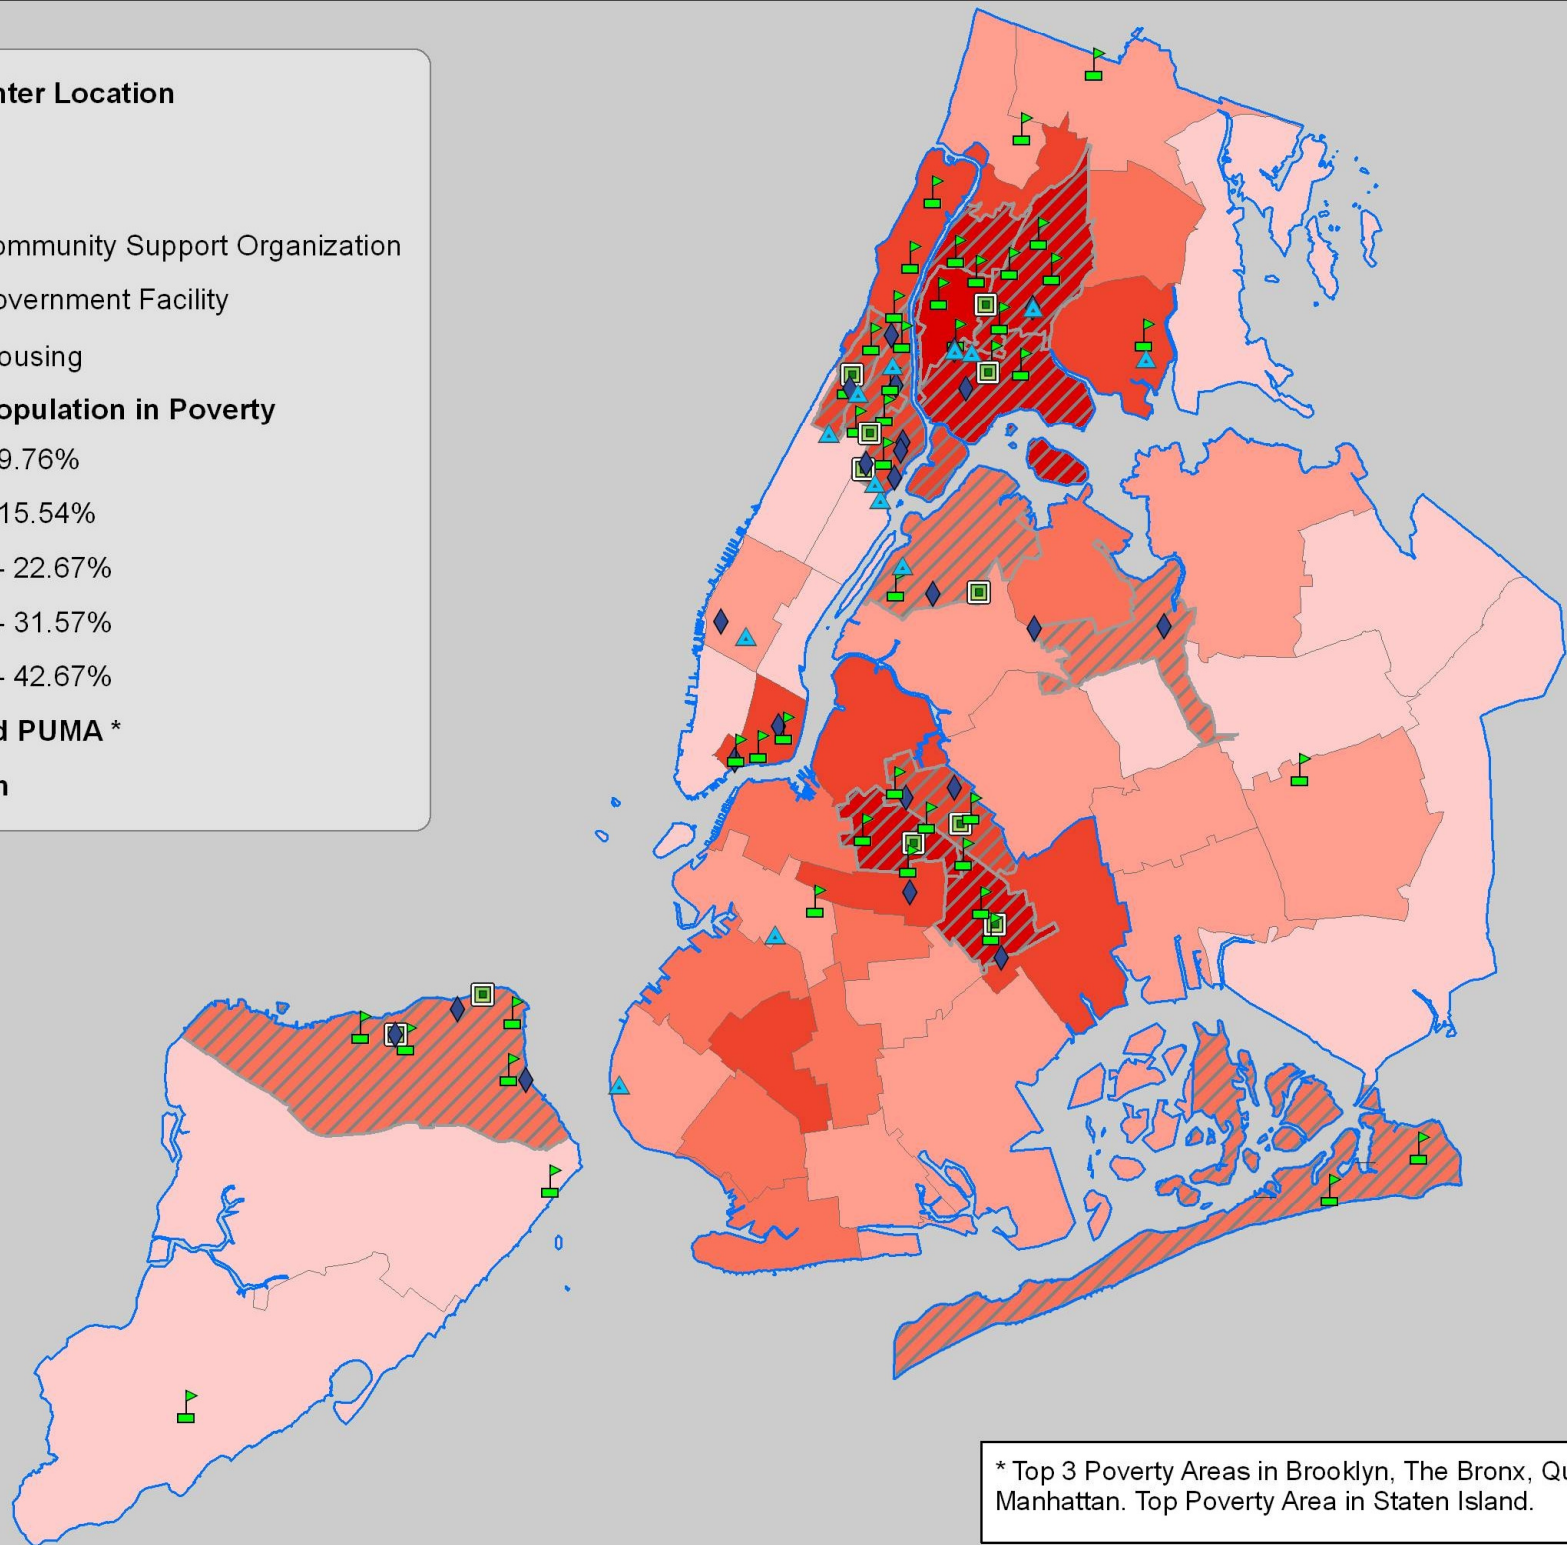 nter Location
ommunity Support Organization
overnment Facility
ousing
opulation in Poverty
9.76%
15.54%
- 22.67%
- 31.57%
- 42.67%
d PUMA *
n
* Top 3 Poverty Areas in Brooklyn, The Bronx, Qu
Manhattan. Top Poverty Area in Staten Island.